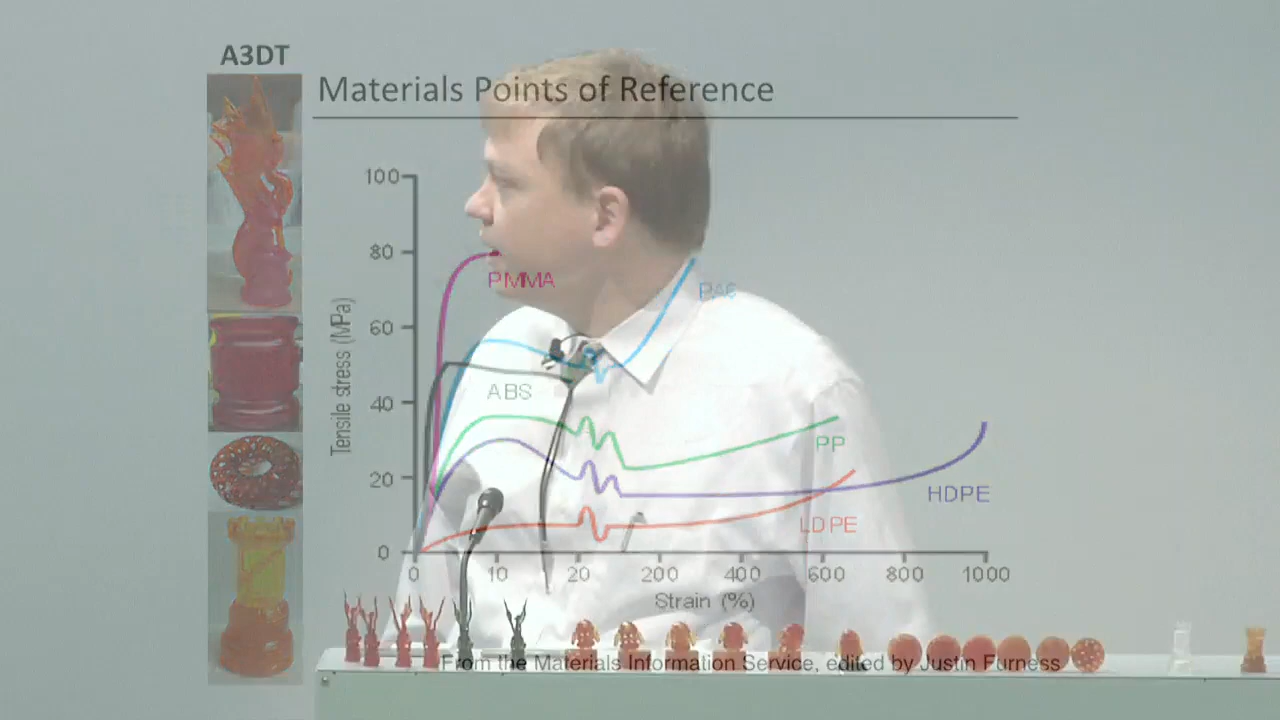 A3DT
Materials Points of Reference
100
80
60
40
20
0
Tensile stress (MPa)
PMMA
PA6
ABS
PP
HDPE
LDPE
0 10 20 200 400 600 800 1000
Strain (%)
From the Materials Information Service, edited by Justin Furness